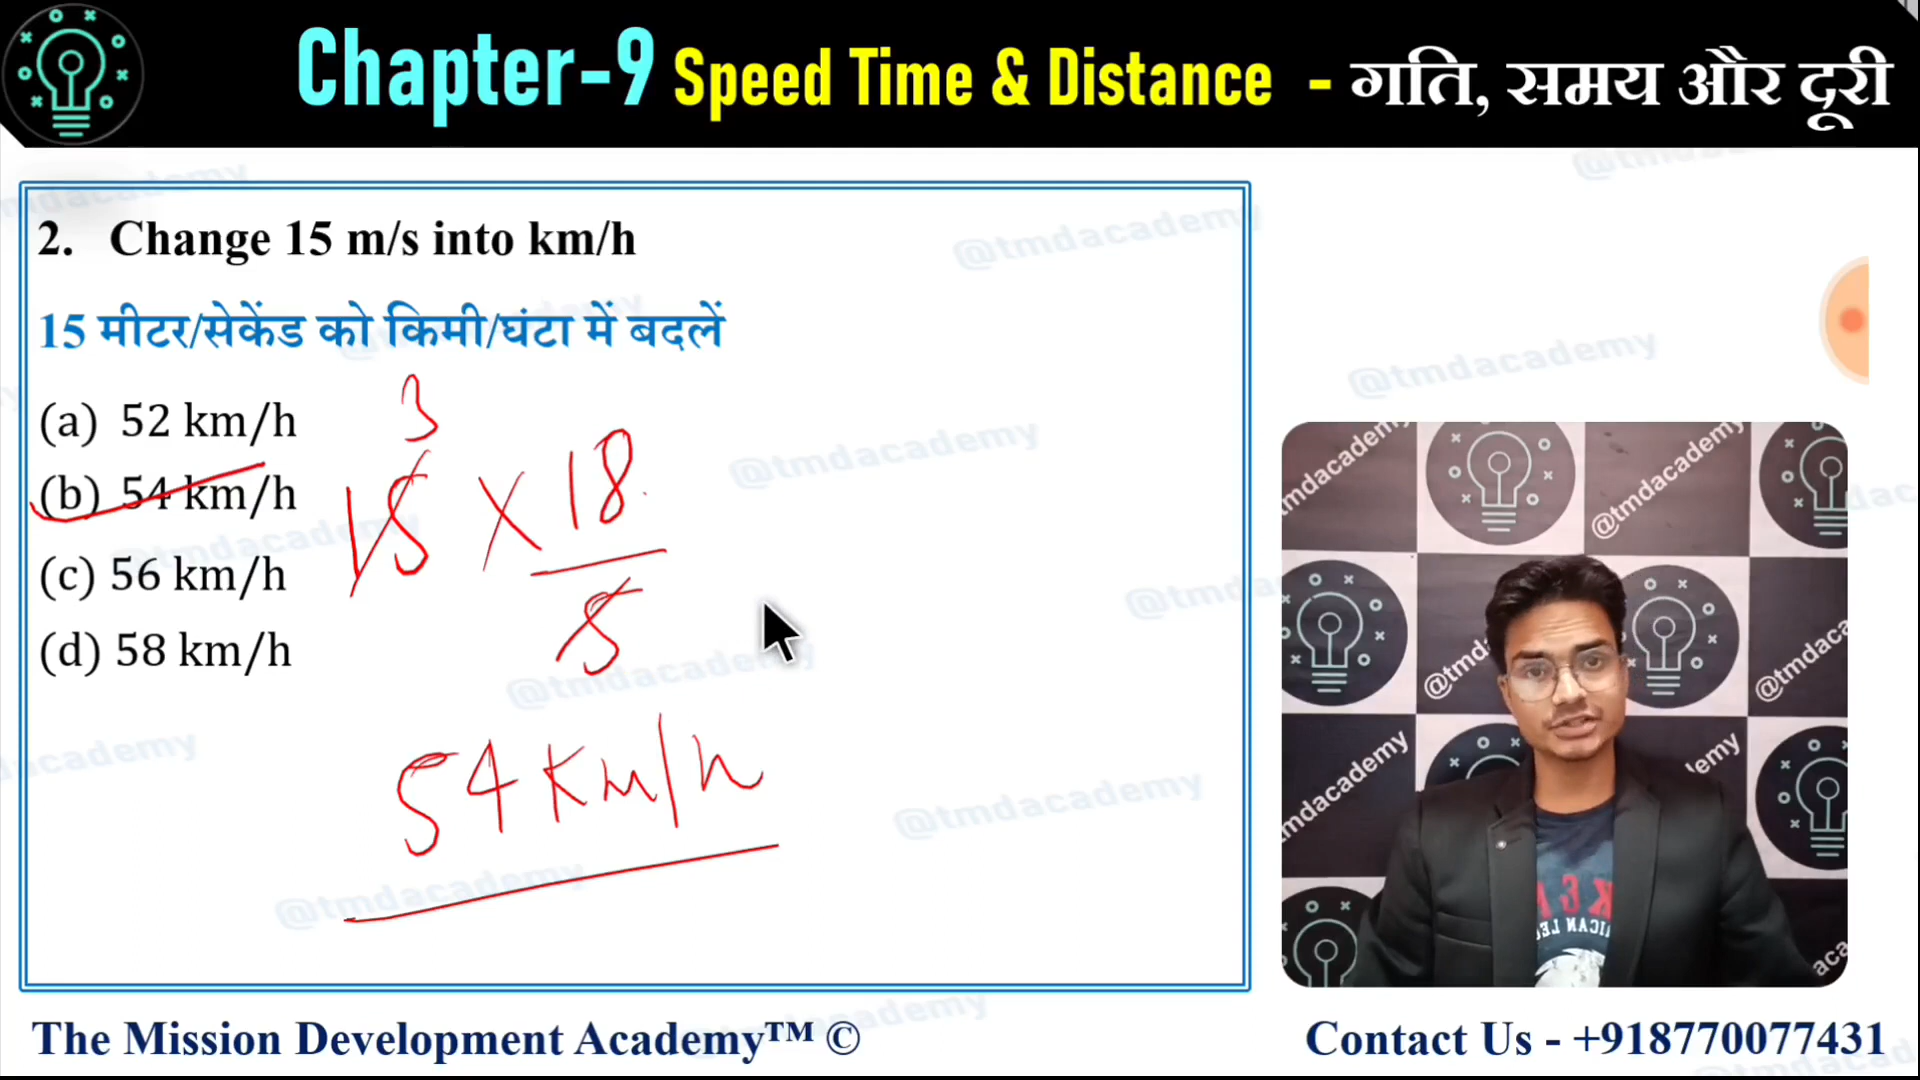 Chapter-9 Speed Time & Distance - गति, समय और दूरी
2. Change 15 m/s into km/h
15 मीटर/सेकेंड को किमी/घंटा में बदलें
(a) 52 km/h
(b) 54 km/h
(c) 56 km/h
(d) 58 km/h
3
15 X 18
5
54 Km/h
@tmdacademy
The Mission Development Academy™ ©
Contact Us - +918770077431